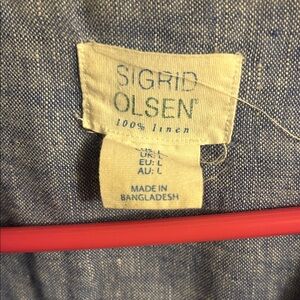 SIGRID
OLSEN®
100% linen
UK: L
EU: L
AU: L
MADE IN
BANGLADESH